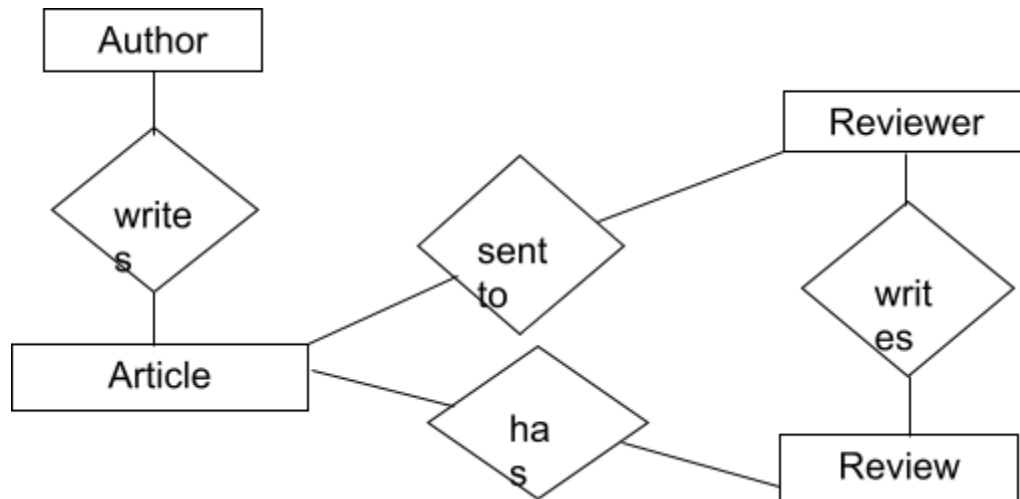 Author
Reviewer
write
s
sent
to
writ
es
Article
ha
s
Review